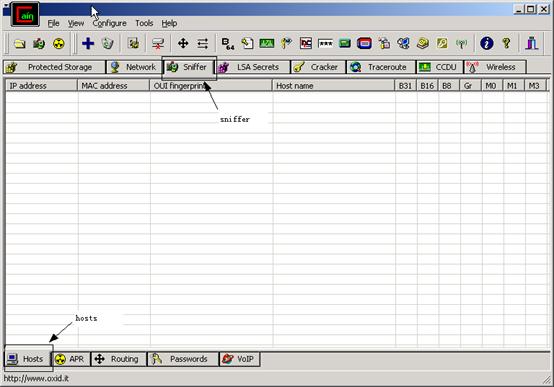 Cain
File View Configure Tools Help
B 64
Protected Storage Network Sniffer LSA Secrets Cracker Traceroute CCDU Wireless
IP address MAC address OUI fingerprint Host name B31 B16 B8 Gr M0 M1 M3
sniffer
hosts
Hosts APR Routing Passwords VoIP
http://www.oxid.it